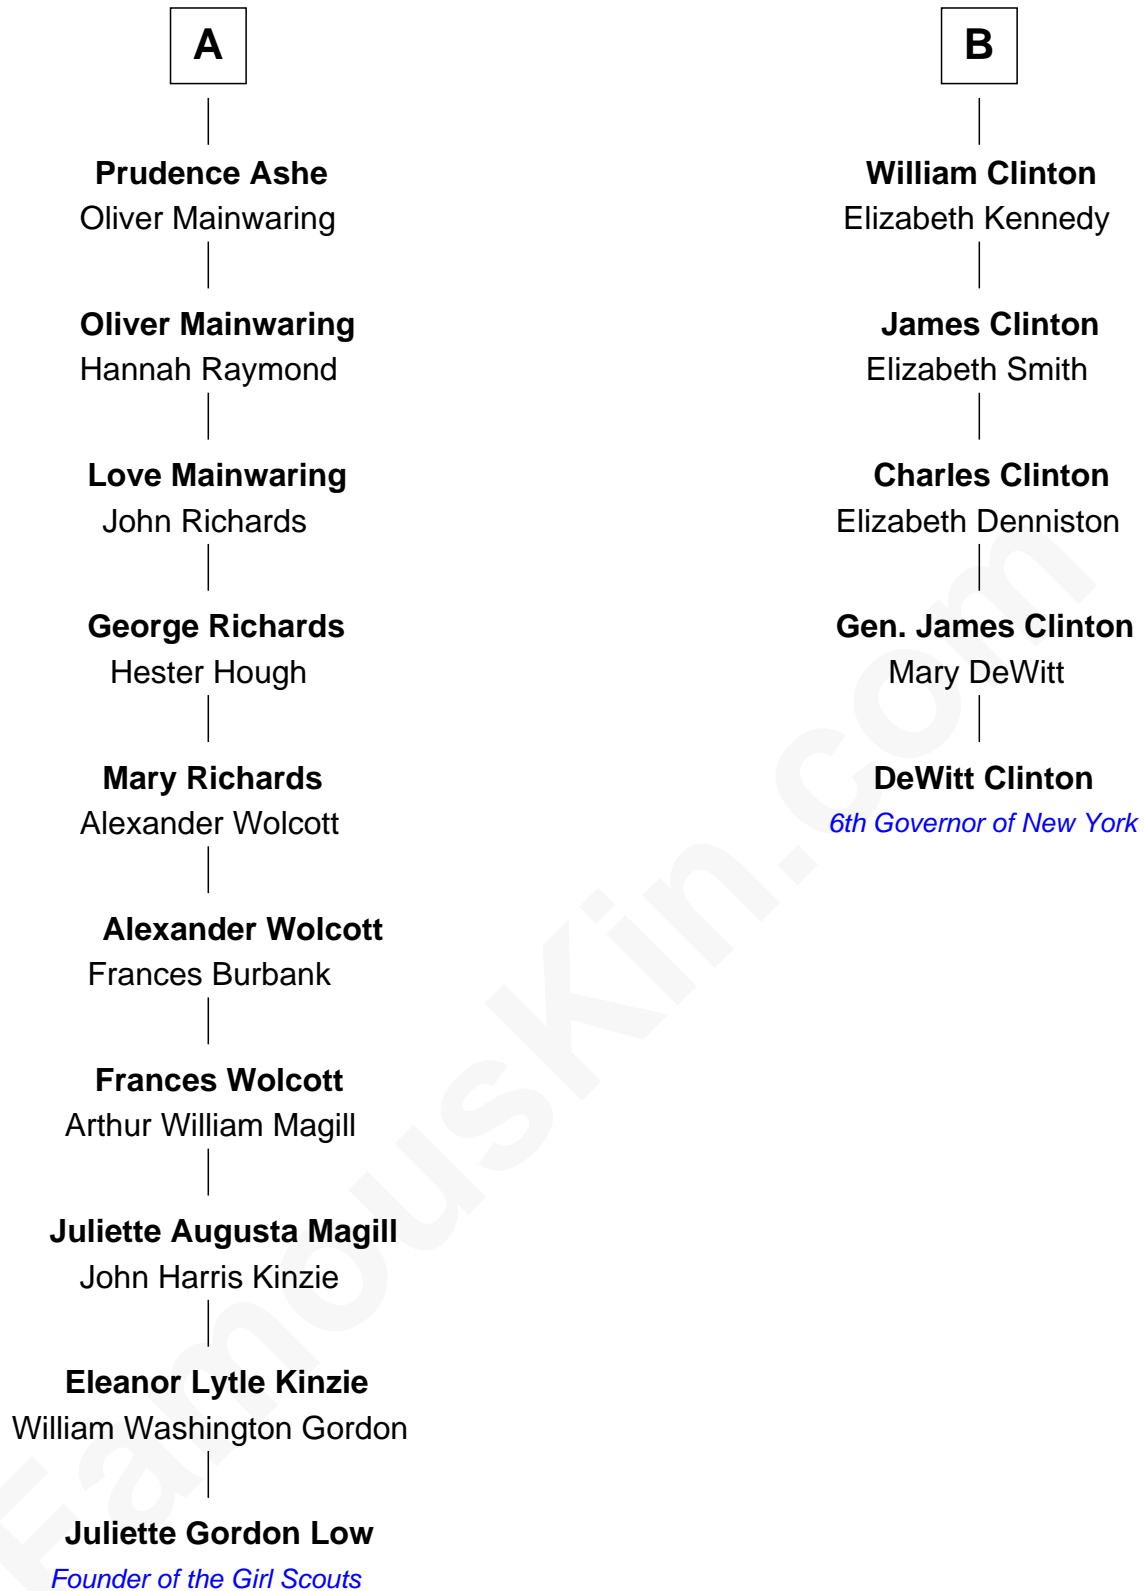 A
Prudence Ashe
Oliver Mainwaring
Oliver Mainwaring
Hannah Raymond
Love Mainwaring
John Richards
George Richards
Hester Hough
Mary Richards
Alexander Wolcott
Alexander Wolcott
Frances Burbank
Frances Wolcott
Arthur William Magill
Juliette Augusta Magill
John Harris Kinzie
Eleanor Lytle Kinzie
William Washington Gordon
Juliette Gordon Low
Founder of the Girl Scouts
B
William Clinton
Elizabeth Kennedy
James Clinton
Elizabeth Smith
Charles Clinton
Elizabeth Denniston
Gen. James Clinton
Mary DeWitt
DeWitt Clinton
6th Governor of New York
FamousKin.com